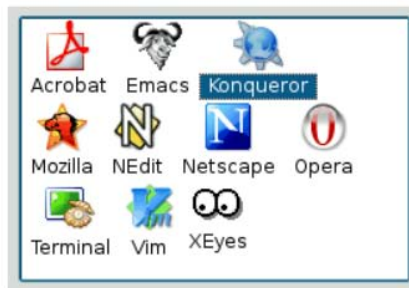 Acrobat Emacs Konqueror
Mozilla NEdit Netscape Opera
Terminal Vim XEyes